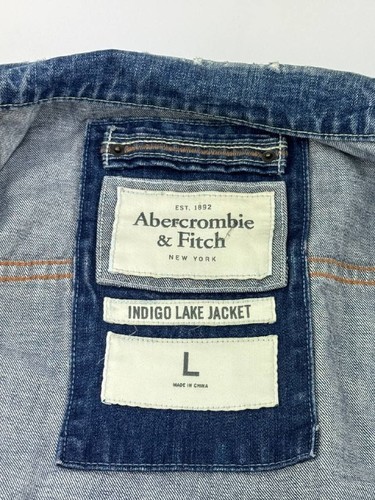 EST. 1892
Abercrombie
& Fitch
NEW YORK
INDIGO LAKE JACKET
L
MADE IN CHINA